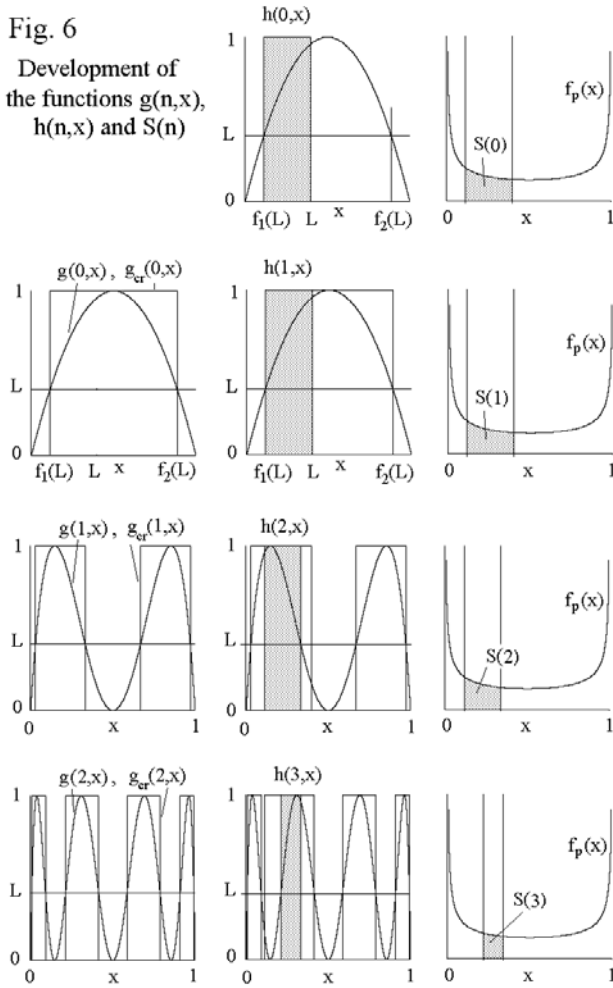 Fig. 6
Development of
the functions g(n,x),
h(n,x) and S(n)
h(0,x)
1
L
0
f₁(L) L x f₂(L)
fₚ(x)
S(0)
0 x 1
g(0,x) , g_cr(0,x)
1
L
0
f₁(L) L x f₂(L)
h(1,x)
1
L
0
f₁(L) L x f₂(L)
fₚ(x)
S(1)
0 x 1
g(1,x) , g_cr(1,x)
1
L
0
0 x 1
h(2,x)
1
L
0
0 x 1
fₚ(x)
S(2)
0 x 1
g(2,x) , g_cr(2,x)
1
L
0
0 x 1
h(3,x)
1
L
0
0 x 1
fₚ(x)
S(3)
0 x 1